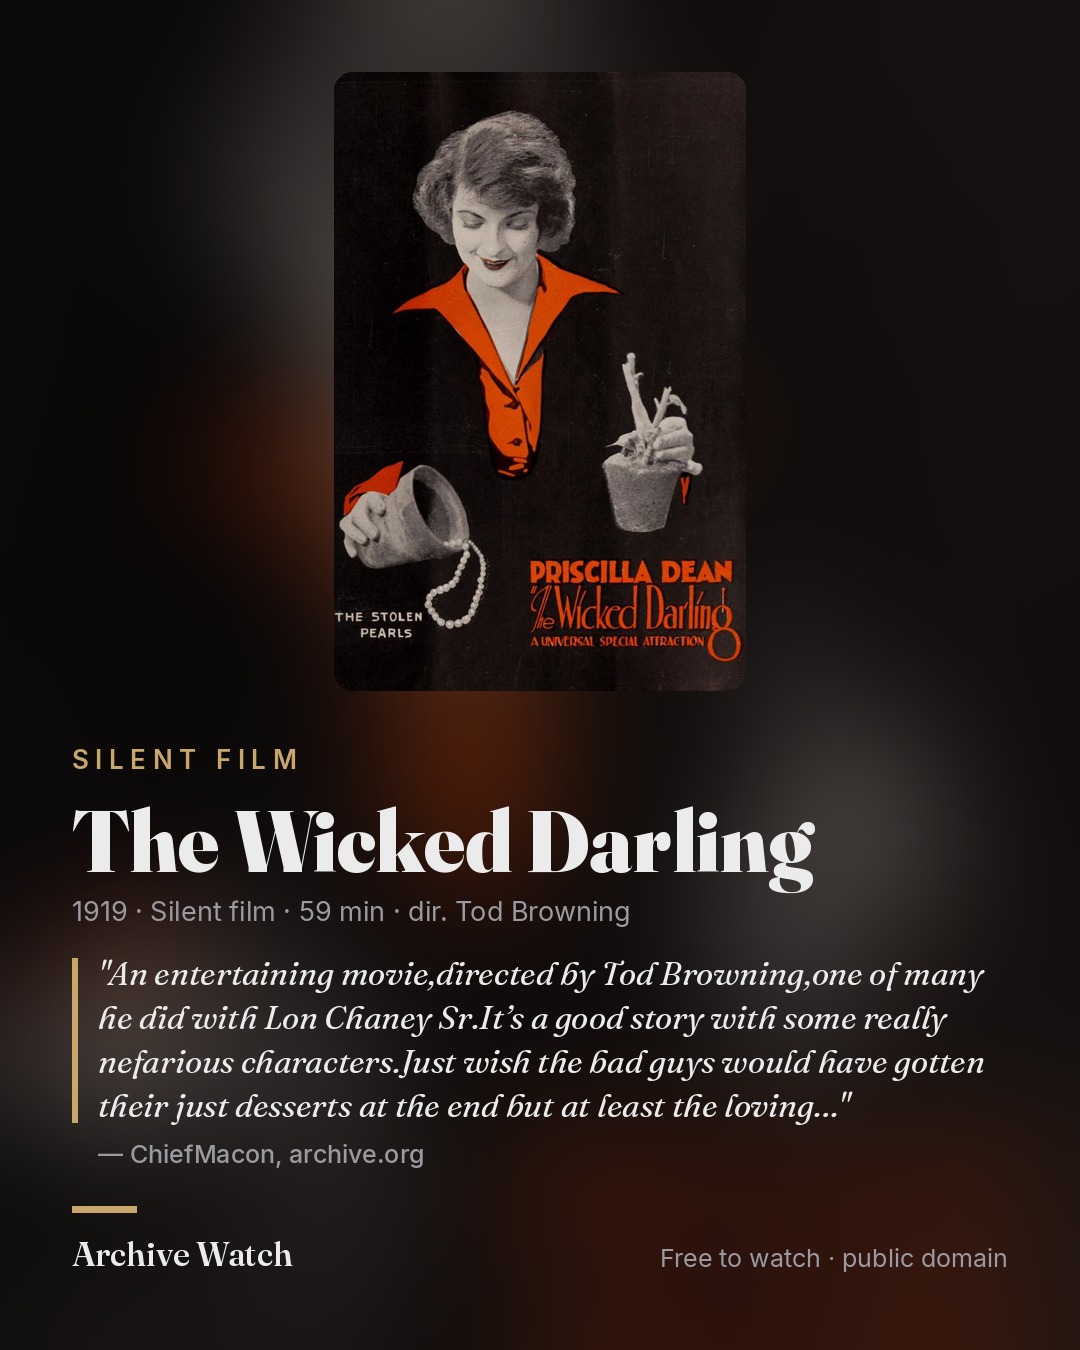 THE STOLEN
PEARLS
PRISCILLA DEAN
"The Wicked Darling
A UNIVERSAL SPECIAL ATTRACTION
SILENT FILM
The Wicked Darling
1919 · Silent film · 59 min · dir. Tod Browning
"An entertaining movie,directed by Tod Browning,one of many
he did with Lon Chaney Sr.It’s a good story with some really
nefarious characters.Just wish the bad guys would have gotten
their just desserts at the end but at least the loving..."
— ChiefMacon, archive.org
Archive Watch
Free to watch · public domain